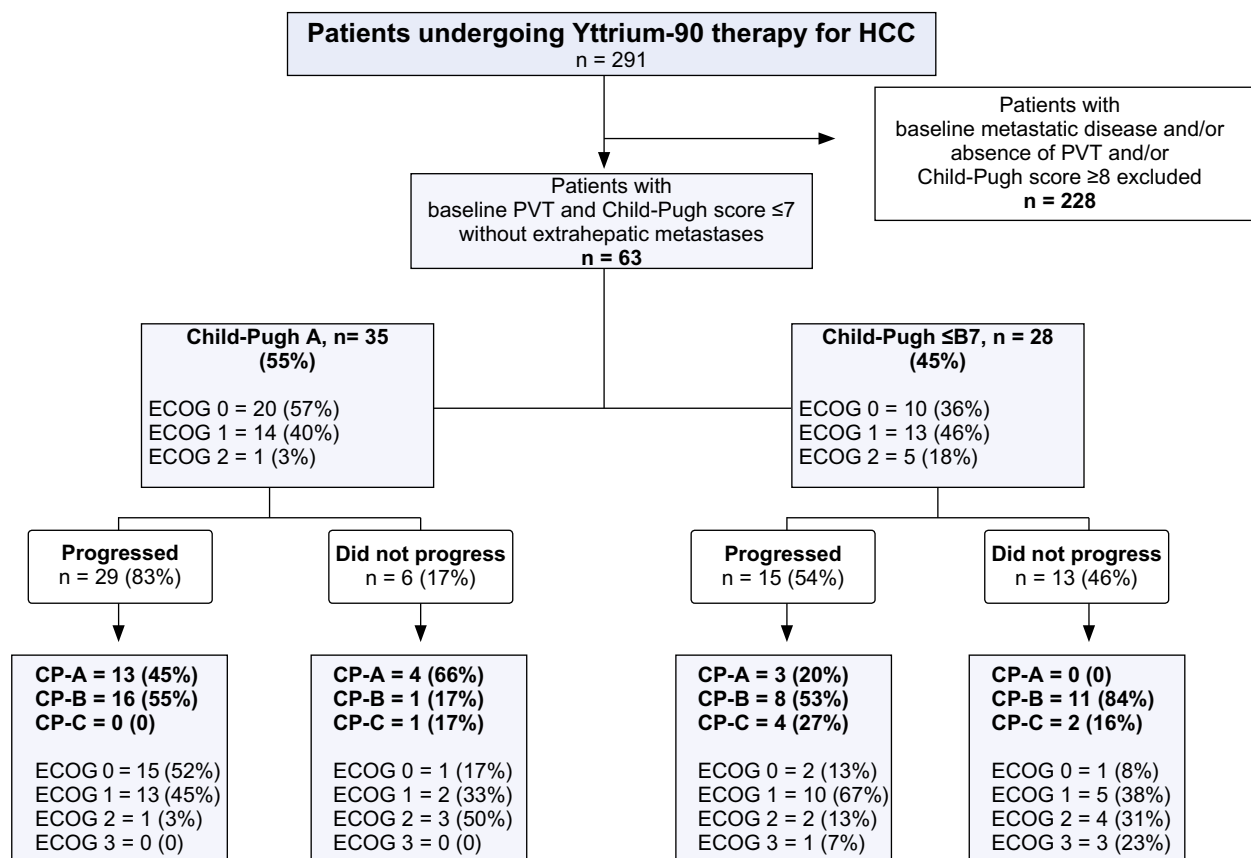 Patients undergoing Yttrium-90 therapy for HCC
n = 291
Patients with
baseline metastatic disease and/or
absence of PVT and/or
Child-Pugh score ≥8 excluded
n = 228
Patients with
baseline PVT and Child-Pugh score ≤7
without extrahepatic metastases
n = 63
Child-Pugh A, n= 35
(55%)
ECOG 0 = 20 (57%)
ECOG 1 = 14 (40%)
ECOG 2 = 1 (3%)
Child-Pugh ≤B7, n = 28
(45%)
ECOG 0 = 10 (36%)
ECOG 1 = 13 (46%)
ECOG 2 = 5 (18%)
Progressed
n = 29 (83%)
Did not progress
n = 6 (17%)
Progressed
n = 15 (54%)
Did not progress
n = 13 (46%)
CP-A = 13 (45%)
CP-B = 16 (55%)
CP-C = 0 (0)
ECOG 0 = 15 (52%)
ECOG 1 = 13 (45%)
ECOG 2 = 1 (3%)
ECOG 3 = 0 (0)
CP-A = 4 (66%)
CP-B = 1 (17%)
CP-C = 1 (17%)
ECOG 0 = 1 (17%)
ECOG 1 = 2 (33%)
ECOG 2 = 3 (50%)
ECOG 3 = 0 (0)
CP-A = 3 (20%)
CP-B = 8 (53%)
CP-C = 4 (27%)
ECOG 0 = 2 (13%)
ECOG 1 = 10 (67%)
ECOG 2 = 2 (13%)
ECOG 3 = 1 (7%)
CP-A = 0 (0)
CP-B = 11 (84%)
CP-C = 2 (16%)
ECOG 0 = 1 (8%)
ECOG 1 = 5 (38%)
ECOG 2 = 4 (31%)
ECOG 3 = 3 (23%)